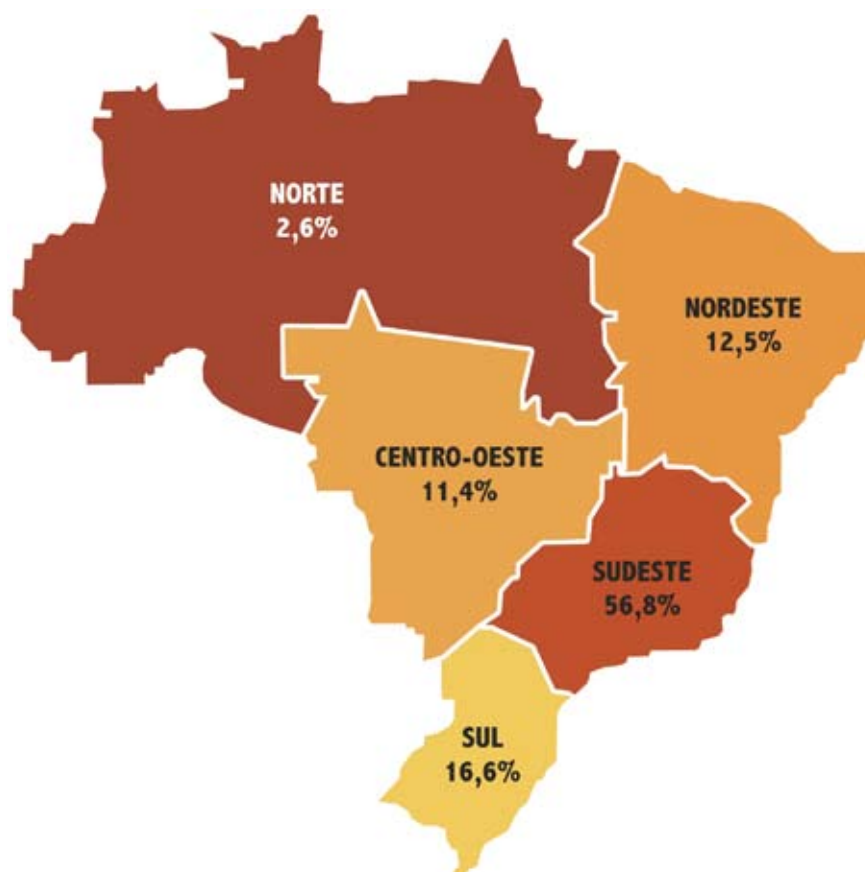 NORTE
2,6%
NORDESTE
12,5%
CENTRO-OESTE
11,4%
SUDESTE
56,8%
SUL
16,6%